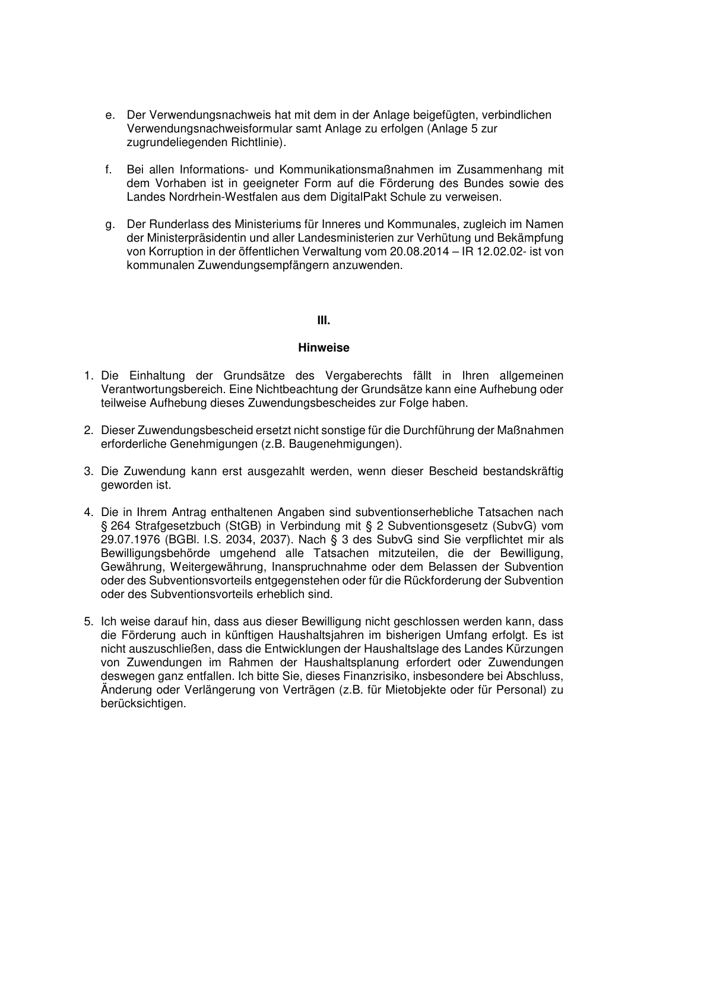 e. Der Verwendungsnachweis hat mit dem in der Anlage beigefügten, verbindlichen
Verwendungsnachweisformular samt Anlage zu erfolgen (Anlage 5 zur
zugrundeliegenden Richtlinie).
f. Bei allen Informations- und Kommunikationsmaßnahmen im Zusammenhang mit
dem Vorhaben ist in geeigneter Form auf die Förderung des Bundes sowie des
Landes Nordrhein-Westfalen aus dem DigitalPakt Schule zu verweisen.
g. Der Runderlass des Ministeriums für Inneres und Kommunales, zugleich im Namen
der Ministerpräsidentin und aller Landesministerien zur Verhütung und Bekämpfung
von Korruption in der öffentlichen Verwaltung vom 20.08.2014 – IR 12.02.02- ist von
kommunalen Zuwendungsempfängern anzuwenden.
III.
Hinweise
1. Die Einhaltung der Grundsätze des Vergaberechts fällt in Ihren allgemeinen
Verantwortungsbereich. Eine Nichtbeachtung der Grundsätze kann eine Aufhebung oder
teilweise Aufhebung dieses Zuwendungsbescheides zur Folge haben.
2. Dieser Zuwendungsbescheid ersetzt nicht sonstige für die Durchführung der Maßnahmen
erforderliche Genehmigungen (z.B. Baugenehmigungen).
3. Die Zuwendung kann erst ausgezahlt werden, wenn dieser Bescheid bestandskräftig
geworden ist.
4. Die in Ihrem Antrag enthaltenen Angaben sind subventionserhebliche Tatsachen nach
§ 264 Strafgesetzbuch (StGB) in Verbindung mit § 2 Subventionsgesetz (SubvG) vom
29.07.1976 (BGBl. I.S. 2034, 2037). Nach § 3 des SubvG sind Sie verpflichtet mir als
Bewilligungsbehörde umgehend alle Tatsachen mitzuteilen, die der Bewilligung,
Gewährung, Weitergewährung, Inanspruchnahme oder dem Belassen der Subvention
oder des Subventionsvorteils entgegenstehen oder für die Rückforderung der Subvention
oder des Subventionsvorteils erheblich sind.
5. Ich weise darauf hin, dass aus dieser Bewilligung nicht geschlossen werden kann, dass
die Förderung auch in künftigen Haushaltsjahren im bisherigen Umfang erfolgt. Es ist
nicht auszuschließen, dass die Entwicklungen der Haushaltslage des Landes Kürzungen
von Zuwendungen im Rahmen der Haushaltsplanung erfordert oder Zuwendungen
deswegen ganz entfallen. Ich bitte Sie, dieses Finanzrisiko, insbesondere bei Abschluss,
Änderung oder Verlängerung von Verträgen (z.B. für Mietobjekte oder für Personal) zu
berücksichtigen.